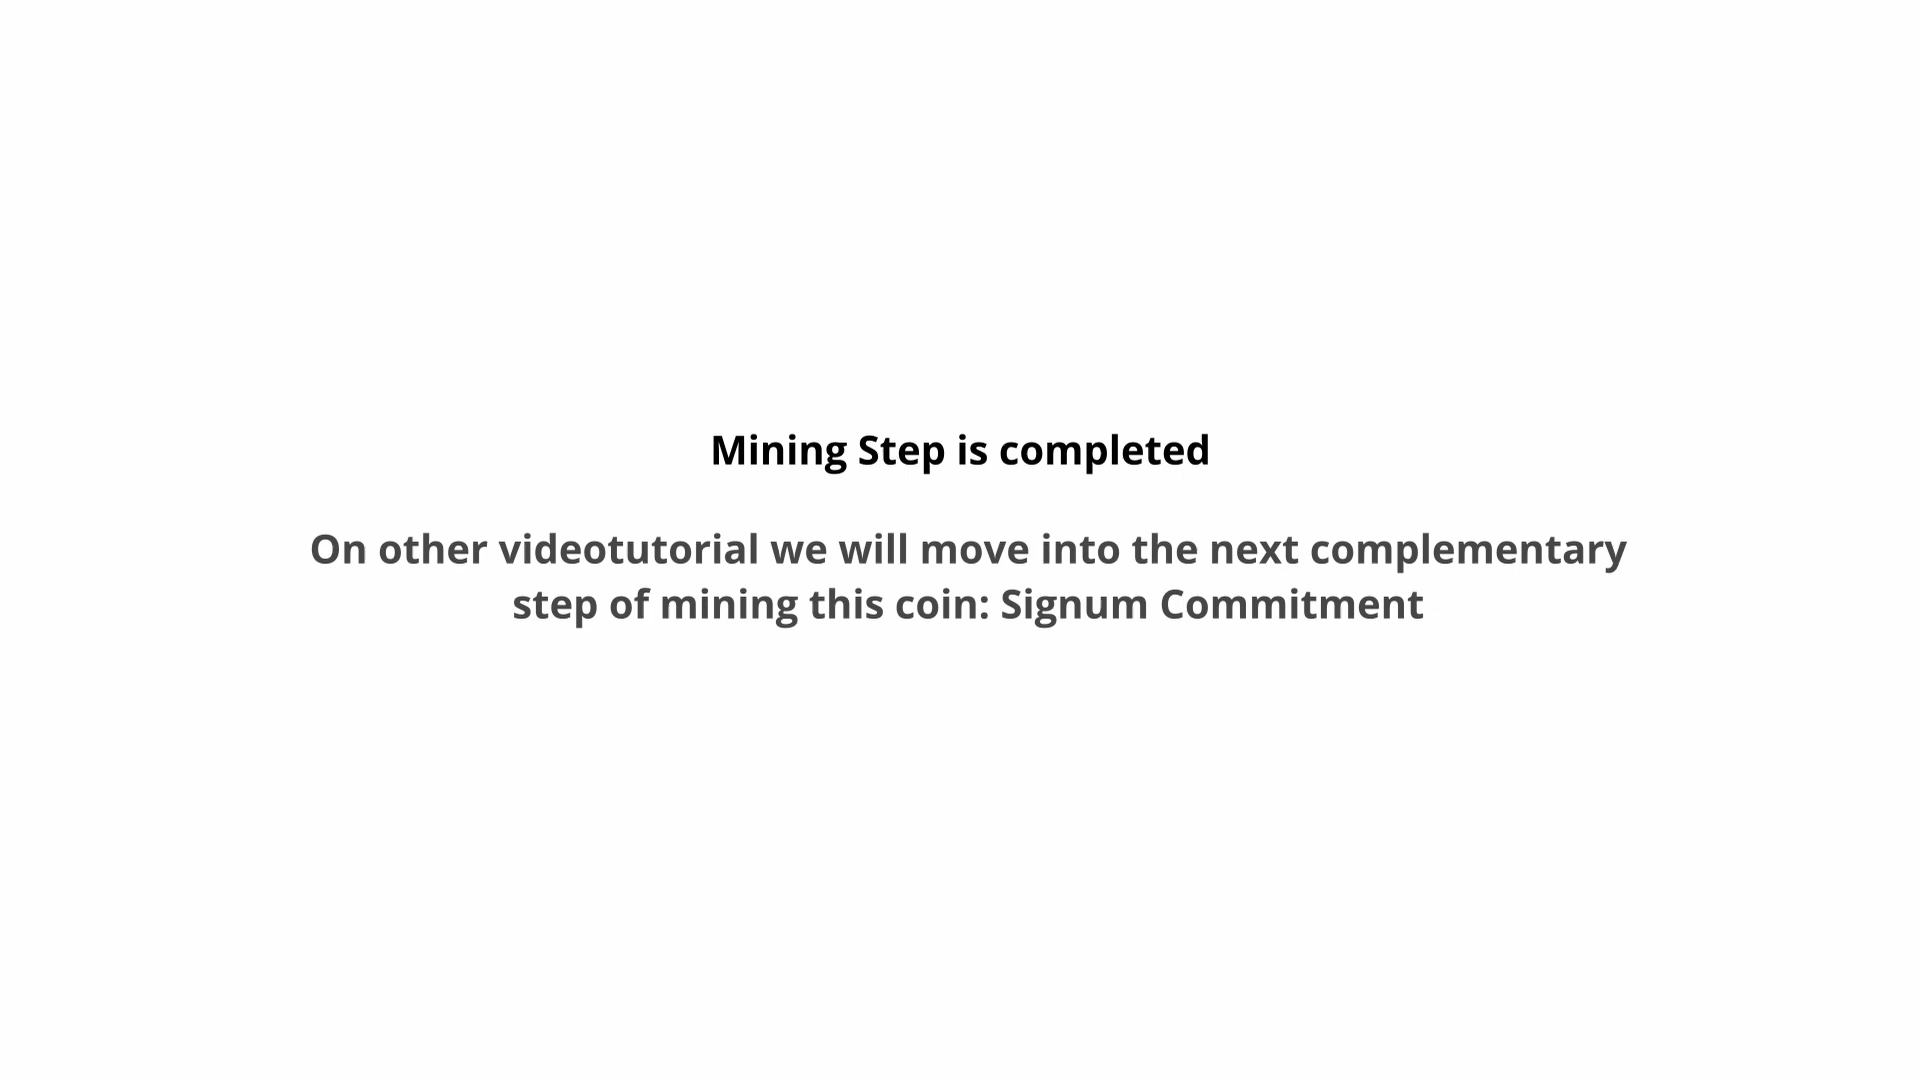 Mining Step is completed
On other videotutorial we will move into the next complementary
step of mining this coin: Signum Commitment